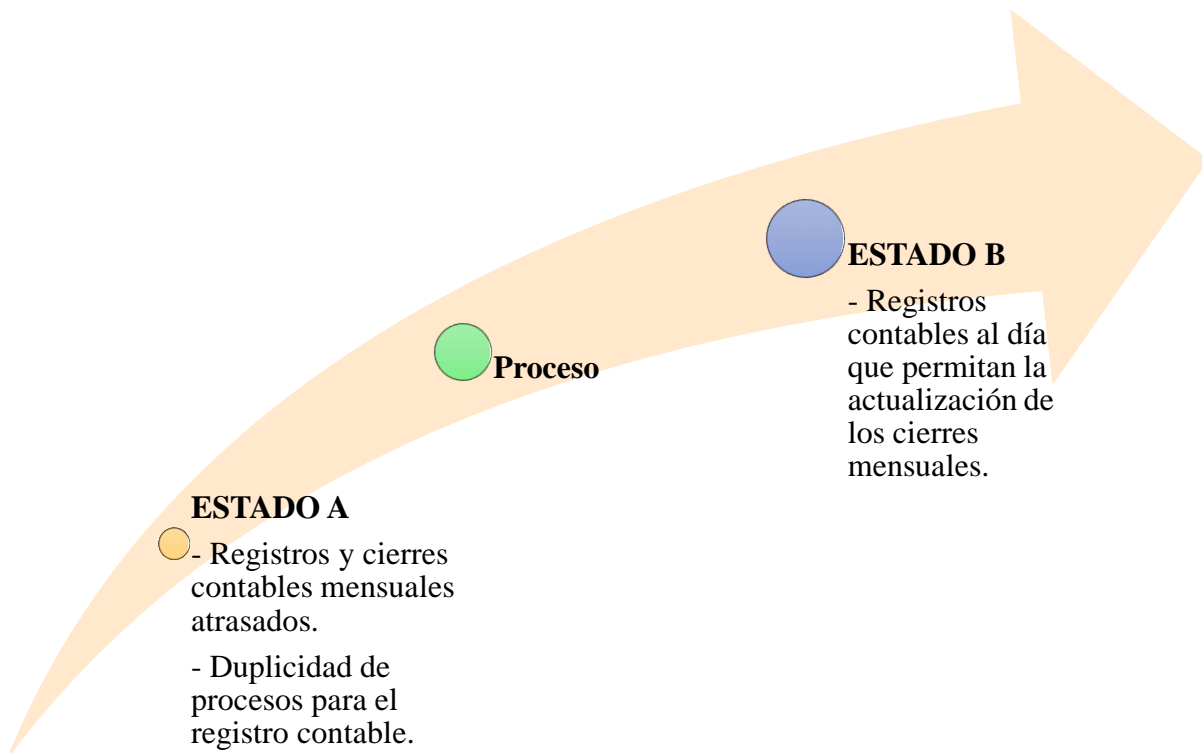 ESTADO A
- Registros y cierres
contables mensuales
atrasados.
- Duplicidad de
procesos para el
registro contable.
Proceso
ESTADO B
- Registros
contables al día
que permitan la
actualización de
los cierres
mensuales.